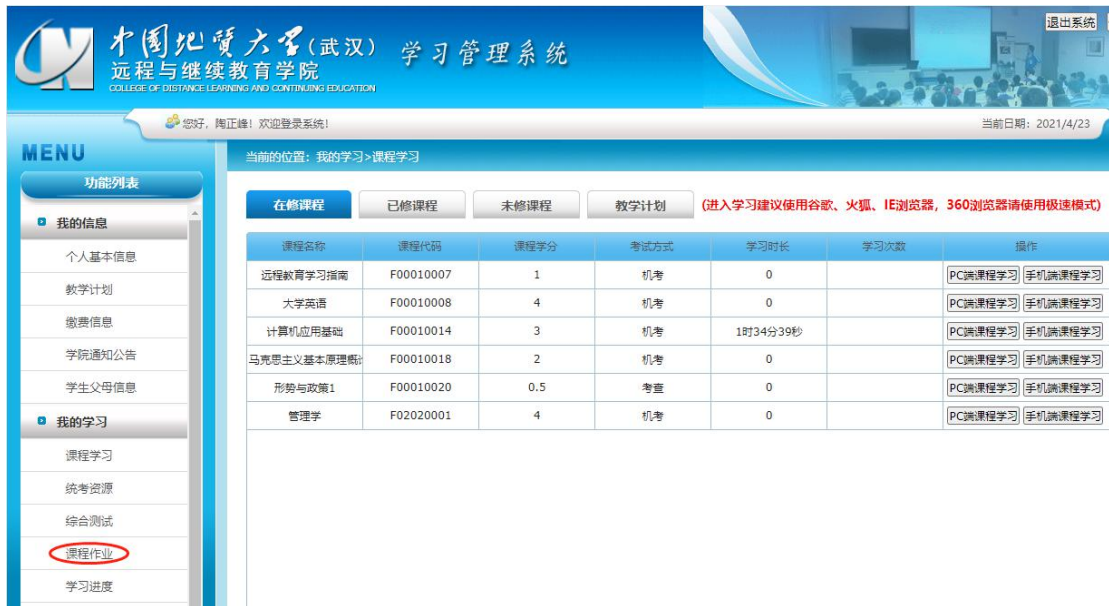 退出系统
中国地质大学(武汉) 学习管理系统
远程与继续教育学院
COLLEGE OF DISTANCE LEARNING AND CONTINUING EDUCATION
您好，陶正峰！欢迎登录系统！
当前日期：2021/4/23
MENU
当前的位置：我的学习>课程学习
功能列表
在修课程 已修课程 未修课程 教学计划 (进入学习建议使用谷歌、火狐、IE浏览器，360浏览器请使用极速模式)
我的信息
个人基本信息
教学计划
缴费信息
学院通知公告
学生父母信息
我的学习
课程学习
统考资源
综合测试
课程作业
学习进度
课程名称 课程代码 课程学分 考试方式 学习时长 学习次数 操作
远程教育学习指南 F00010007 1 机考 0 PC端课程学习 手机端课程学习
大学英语 F00010008 4 机考 0 PC端课程学习 手机端课程学习
计算机应用基础 F00010014 3 机考 1时34分39秒 PC端课程学习 手机端课程学习
马克思主义基本原理概 F00010018 2 机考 0 PC端课程学习 手机端课程学习
形势与政策1 F00010020 0.5 考查 0 PC端课程学习 手机端课程学习
管理学 F02020001 4 机考 0 PC端课程学习 手机端课程学习